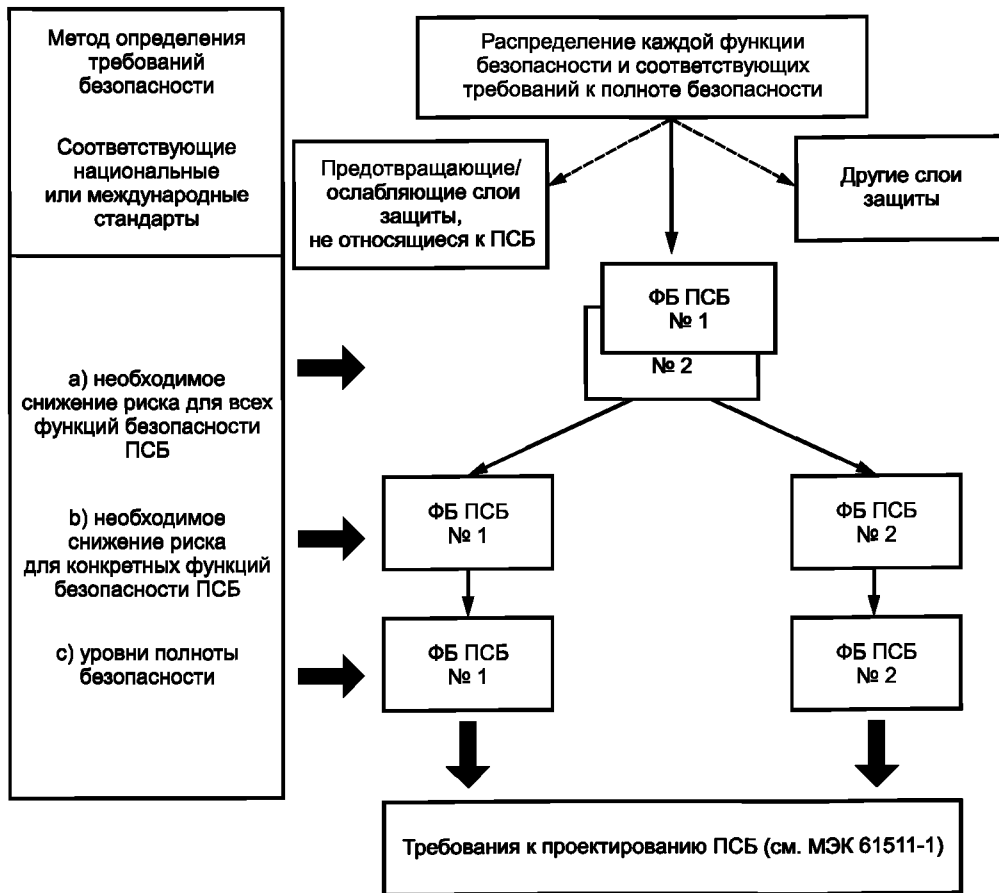 Метод определения
требований
безопасности
Соответствующие
национальные
или международные
стандарты
a) необходимое
снижение риска для всех
функций безопасности
ПСБ
b) необходимое
снижение риска
для конкретных функций
безопасности ПСБ
c) уровни полноты
безопасности
Распределение каждой функции
безопасности и соответствующих
требований к полноте безопасности
Предотвращающие/
ослабляющие слои
защиты,
не относящиеся к ПСБ
Другие слои
защиты
ФБ ПСБ
№ 1
№ 2
ФБ ПСБ
№ 1
ФБ ПСБ
№ 2
ФБ ПСБ
№ 1
ФБ ПСБ
№ 2
Требования к проектированию ПСБ (см. МЭК 61511-1)